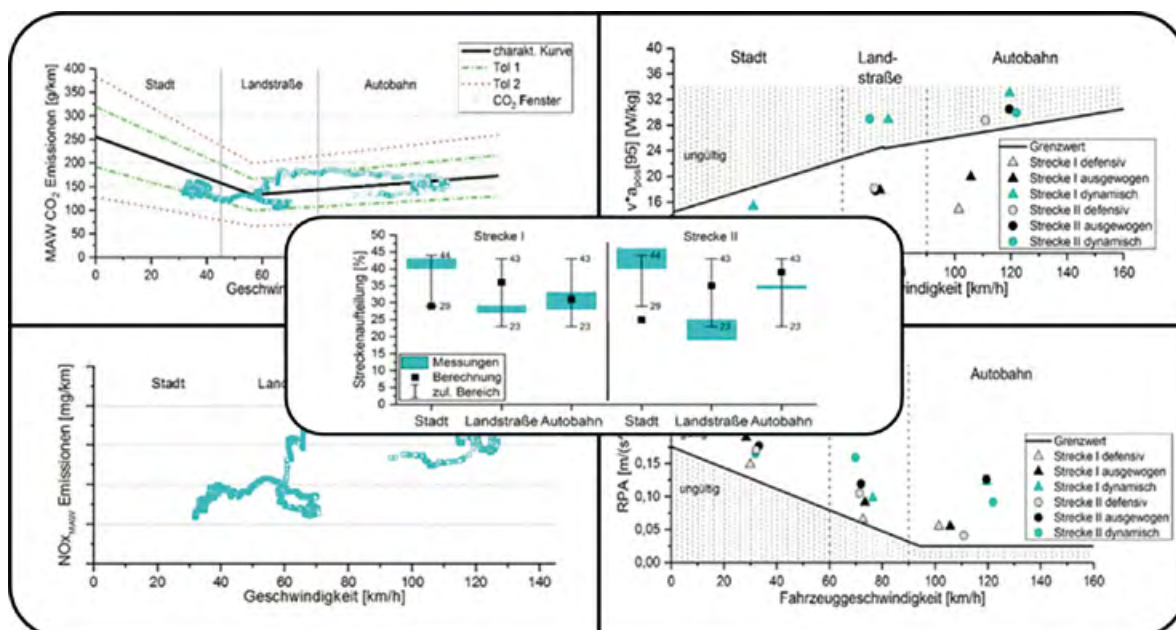 MAW CO₂ Emissionen [g/km]
400
350
300
250
200
150
100
50
0
Stadt
Landstraße
Autobahn
charakt. Kurve
Tol 1
Tol 2
CO₂ Fenster
0 20 40 60
v*apos[95] [W/kg]
40
36
32
28
24
20
16
Stadt
Land-
straße
Autobahn
ungültig
Grenzwert
Strecke I defensiv
Strecke I ausgewogen
Strecke I dynamisch
Strecke II defensiv
Strecke II ausgewogen
Strecke II dynamisch
80 100 120 140 160
[km/h]
Streckenaufteilung [%]
50
45
40
35
30
25
20
15
10
5
0
Strecke I
Strecke II
44 43 43 44 43 43
29 23 23 29 23 23
Messungen
Berechnung
zul. Bereich
Stadt Landstraße Autobahn Stadt Landstraße Autobahn
NOxMAW Emissionen [mg/km]
Stadt
0 20 40 60 80 100 120 140
Geschwindigkeit [km/h]
RPA
0,15
0,10
0,05
0,00
Autobahn
ungültig
Grenzwert
Strecke I defensiv
Strecke I ausgewogen
Strecke I dynamisch
Strecke II defensiv
Strecke II ausgewogen
Strecke II dynamisch
0 20 40 60 80 100 120 140 160
Fahrzeuggeschwindigkeit [km/h]